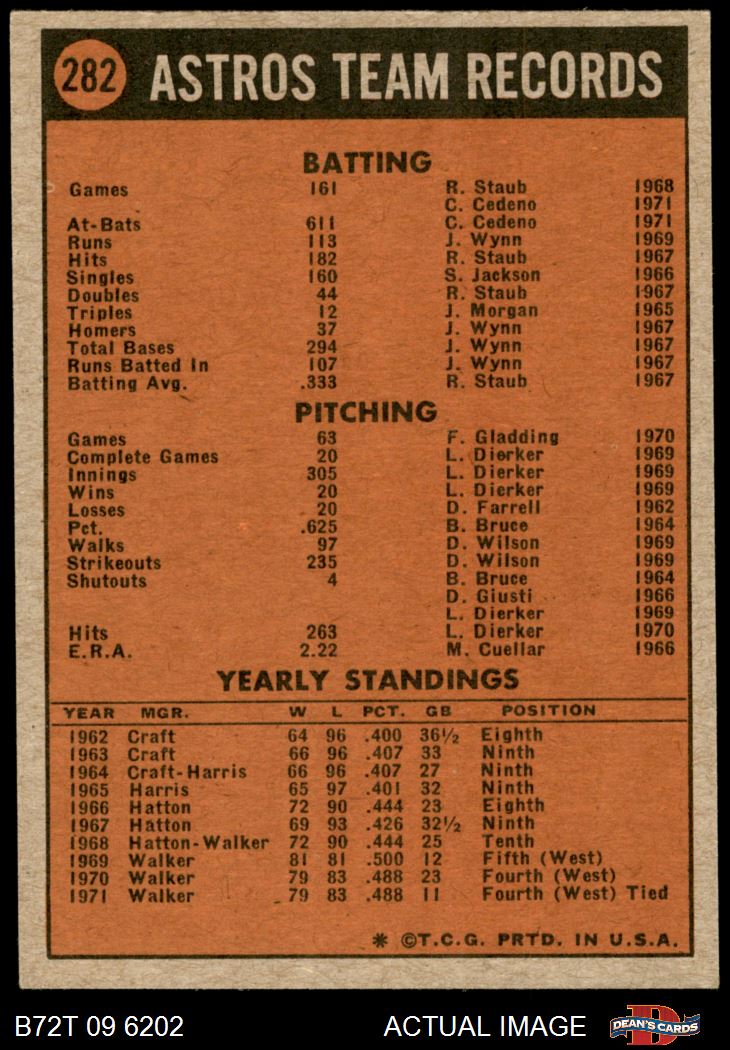 282 ASTROS TEAM RECORDS
BATTING
Games 161 R. Staub 1968
C. Cedeno 1971
At-Bats 611 C. Cedeno 1971
Runs 113 J. Wynn 1969
Hits 182 R. Staub 1967
Singles 160 S. Jackson 1966
Doubles 44 R. Staub 1967
Triples 12 J. Morgan 1965
Homers 37 J. Wynn 1967
Total Bases 294 J. Wynn 1967
Runs Batted In 107 J. Wynn 1967
Batting Avg. .333 R. Staub 1967
PITCHING
Games 63 F. Gladding 1970
Complete Games 20 L. Dierker 1969
Innings 305 L. Dierker 1969
Wins 20 L. Dierker 1969
Losses 20 D. Farrell 1962
Pct. .625 B. Bruce 1964
Walks 97 D. Wilson 1969
Strikeouts 235 D. Wilson 1969
Shutouts 4 B. Bruce 1964
D. Giusti 1966
L. Dierker 1969
Hits 263 L. Dierker 1970
E.R.A. 2.22 M. Cuellar 1966
YEARLY STANDINGS
YEAR MGR. W L PCT. GB POSITION
1962 Craft 64 96 .400 36½ Eighth
1963 Craft 66 96 .407 33 Ninth
1964 Craft-Harris 66 96 .407 27 Ninth
1965 Harris 65 97 .401 32 Ninth
1966 Hatton 72 90 .444 23 Eighth
1967 Hatton 69 93 .426 32½ Ninth
1968 Hatton-Walker 72 90 .444 25 Tenth
1969 Walker 81 81 .500 12 Fifth (West)
1970 Walker 79 83 .488 23 Fourth (West)
1971 Walker 79 83 .488 11 Fourth (West) Tied
* ©T.C.G. PRTD. IN U.S.A.
B72T 09 6202 ACTUAL IMAGE D DEAN'S CARDS